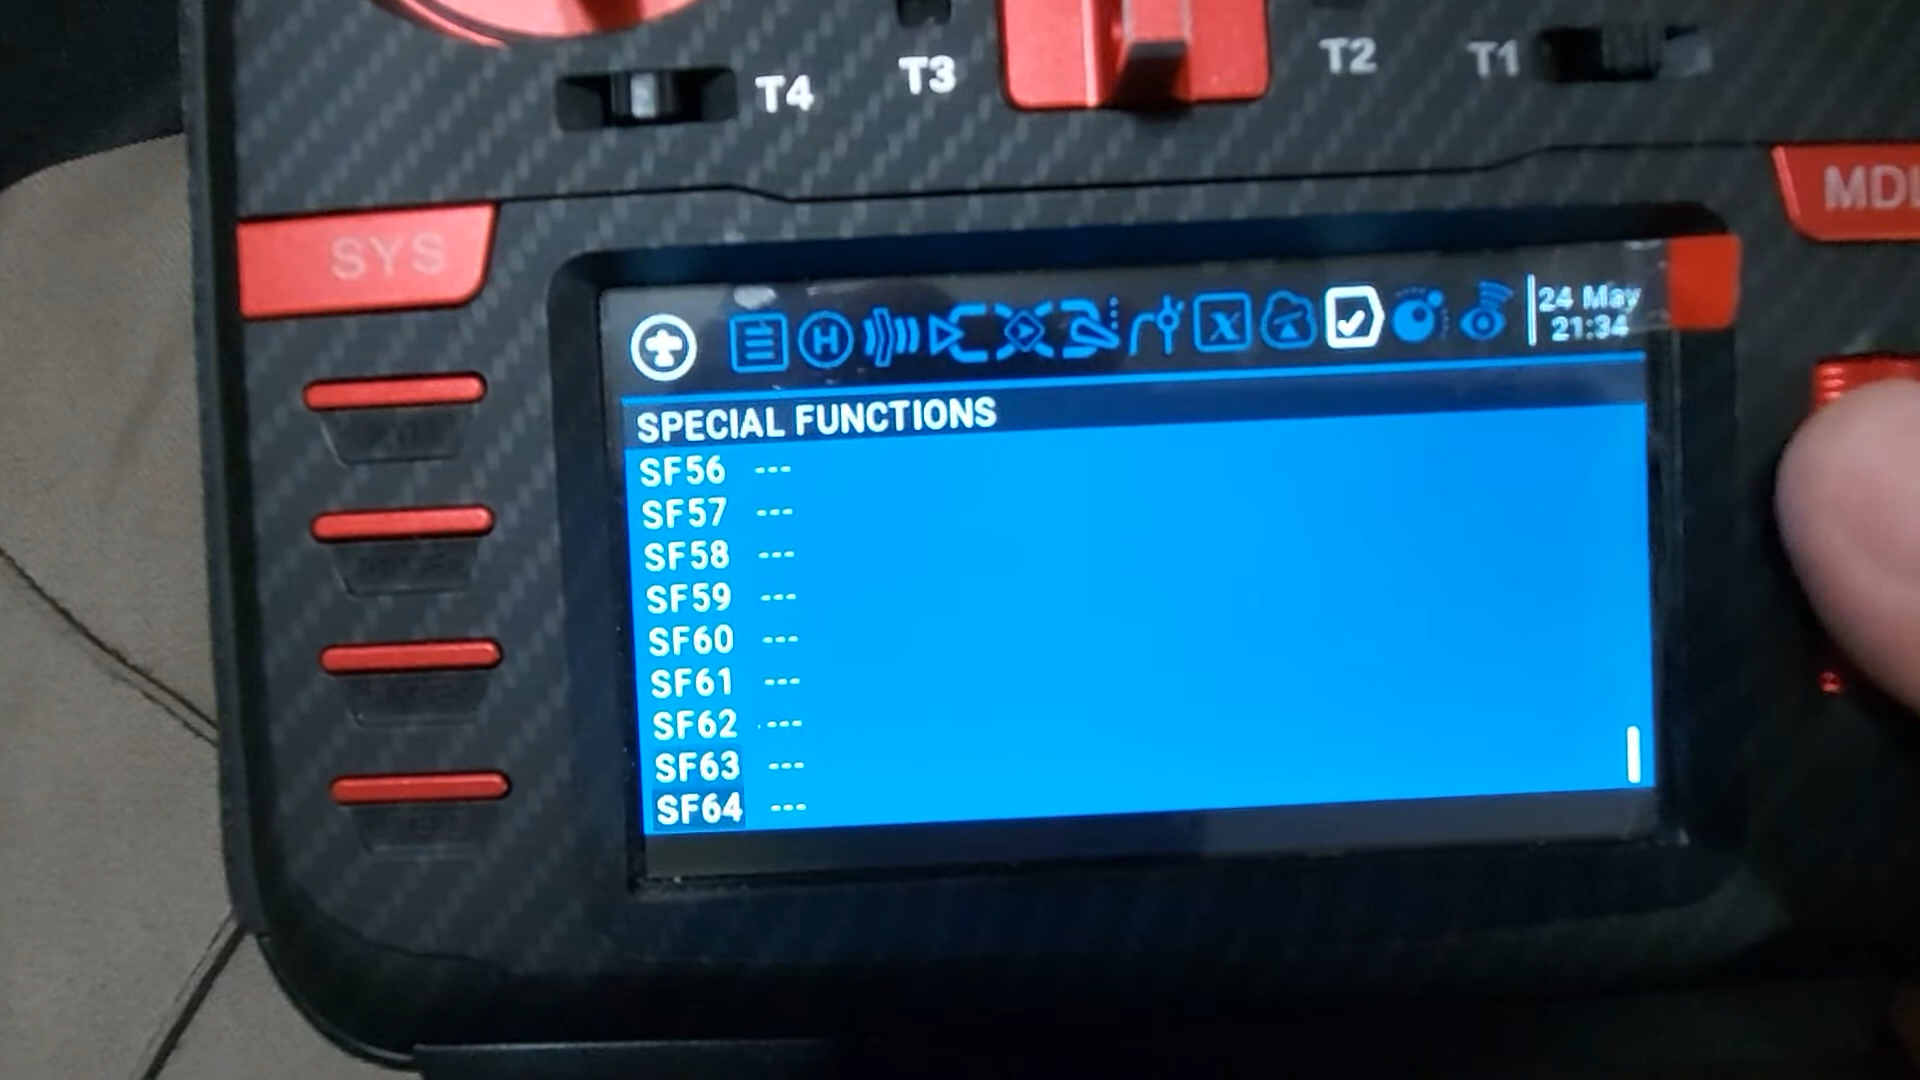 T4
T3
T2
T1
SYS
MDL
24 May
21:34
SPECIAL FUNCTIONS
SF56 ---
SF57 ---
SF58 ---
SF59 ---
SF60 ---
SF61 ---
SF62 ---
SF63 ---
SF64 ---